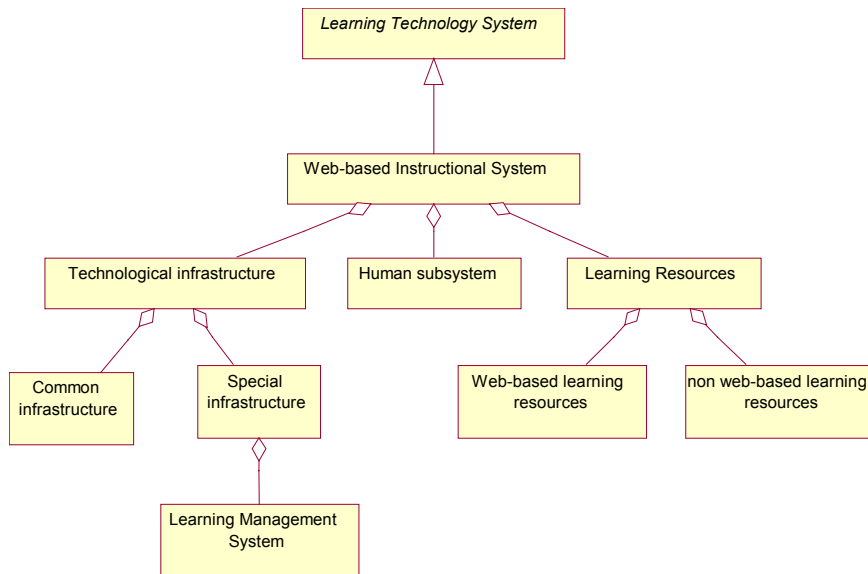 Learning Technology System
Web-based Instructional System
Technological infrastructure
Human subsystem
Learning Resources
Common
infrastructure
Special
infrastructure
Web-based learning
resources
non web-based learning
resources
Learning Management
System